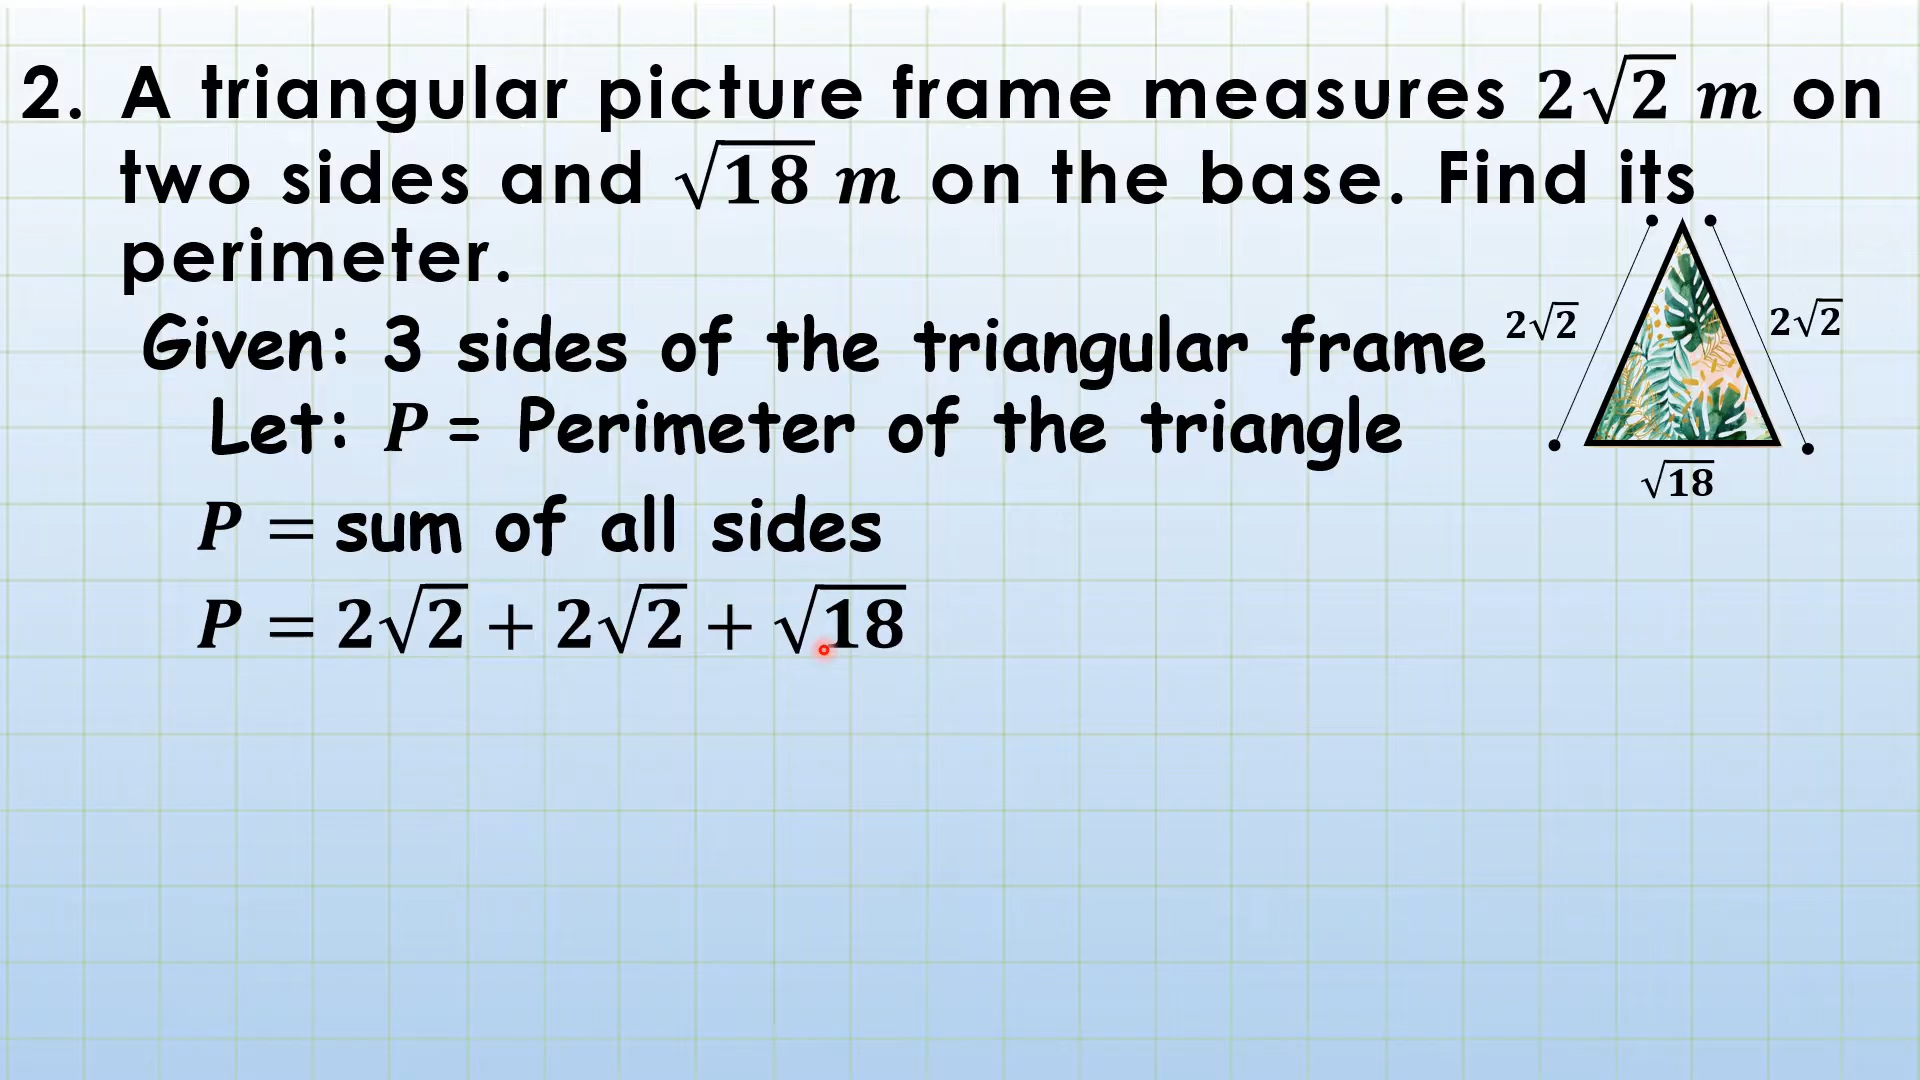 2. A triangular picture frame measures 2√2 m on
two sides and √18 m on the base. Find its
perimeter.
Given: 3 sides of the triangular frame
2√2
2√2
Let: P = Perimeter of the triangle
√18
P = sum of all sides
P = 2√2 + 2√2 + √18